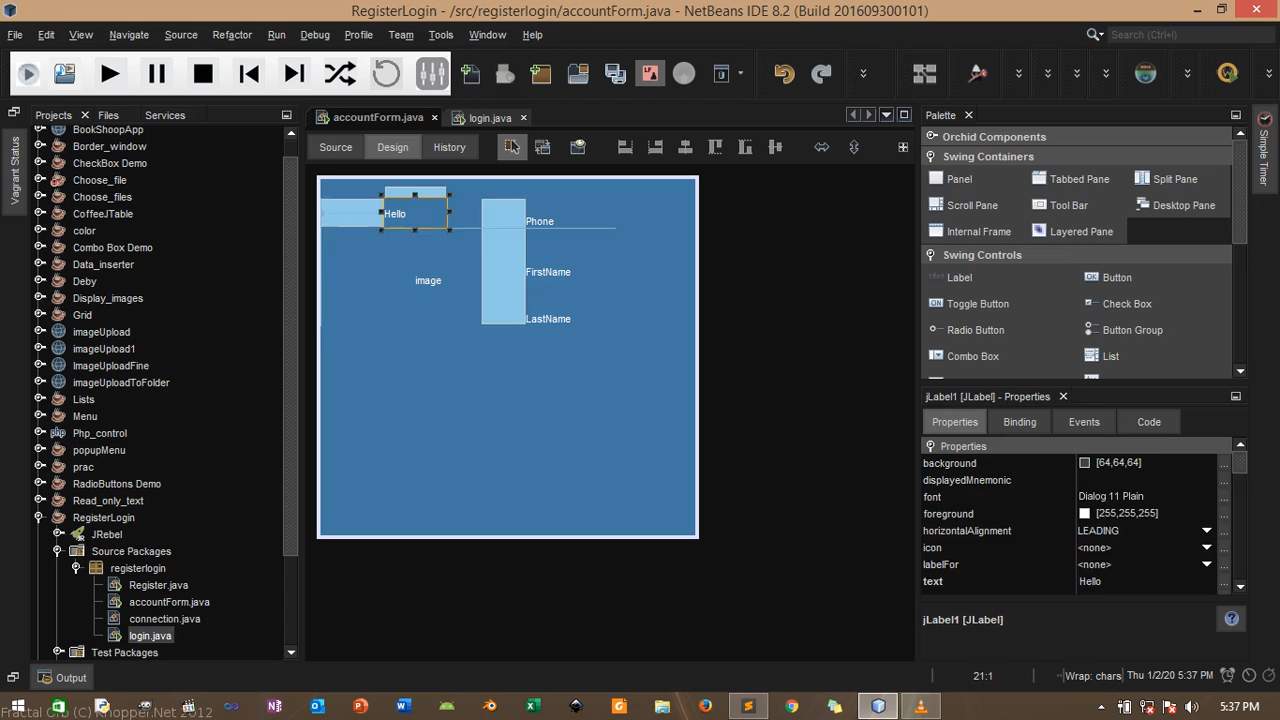 RegisterLogin - /src/registerlogin/accountForm.java - NetBeans IDE 8.2 (Build 201609300101)
File Edit View Navigate Source Refactor Run Debug Profile Team Tools Window Help
Search (Ctrl+I)
Projects Files Services
accountForm.java login.java
Palette
Source Design History
Vagrant Status
Simple Timer
BookShopApp
Border_window
CheckBox Demo
Choose_file
Choose_files
CoffeeJTable
color
Combo Box Demo
Data_inserter
Deby
Display_images
Grid
imageUpload
imageUpload1
ImageUploadFine
imageUploadToFolder
Lists
Menu
Php_control
popupMenu
prac
RadioButtons Demo
Read_only_text
RegisterLogin
JRebel
Source Packages
registerlogin
Register.java
accountForm.java
connection.java
login.java
Test Packages
Hello
Phone
image
FirstName
LastName
Orchid Components
Swing Containers
Panel Tabbed Pane Split Pane
Scroll Pane Tool Bar Desktop Pane
Internal Frame Layered Pane
Swing Controls
Label Button
Toggle Button Check Box
Radio Button Button Group
Combo Box List
jLabel1 [JLabel] - Properties
Properties Binding Events Code
Properties
background [64,64,64] ...
displayedMnemonic ...
font Dialog 11 Plain ...
foreground [255,255,255] ...
horizontalAlignment LEADING ...
icon <none> ...
labelFor <none> ...
text Hello ...
jLabel1 [JLabel]
Output
21:1 Wrap: chars Thu 1/2/20 5:37 PM
Fractal Orb (C) Knopper.Net 2012
5:37 PM